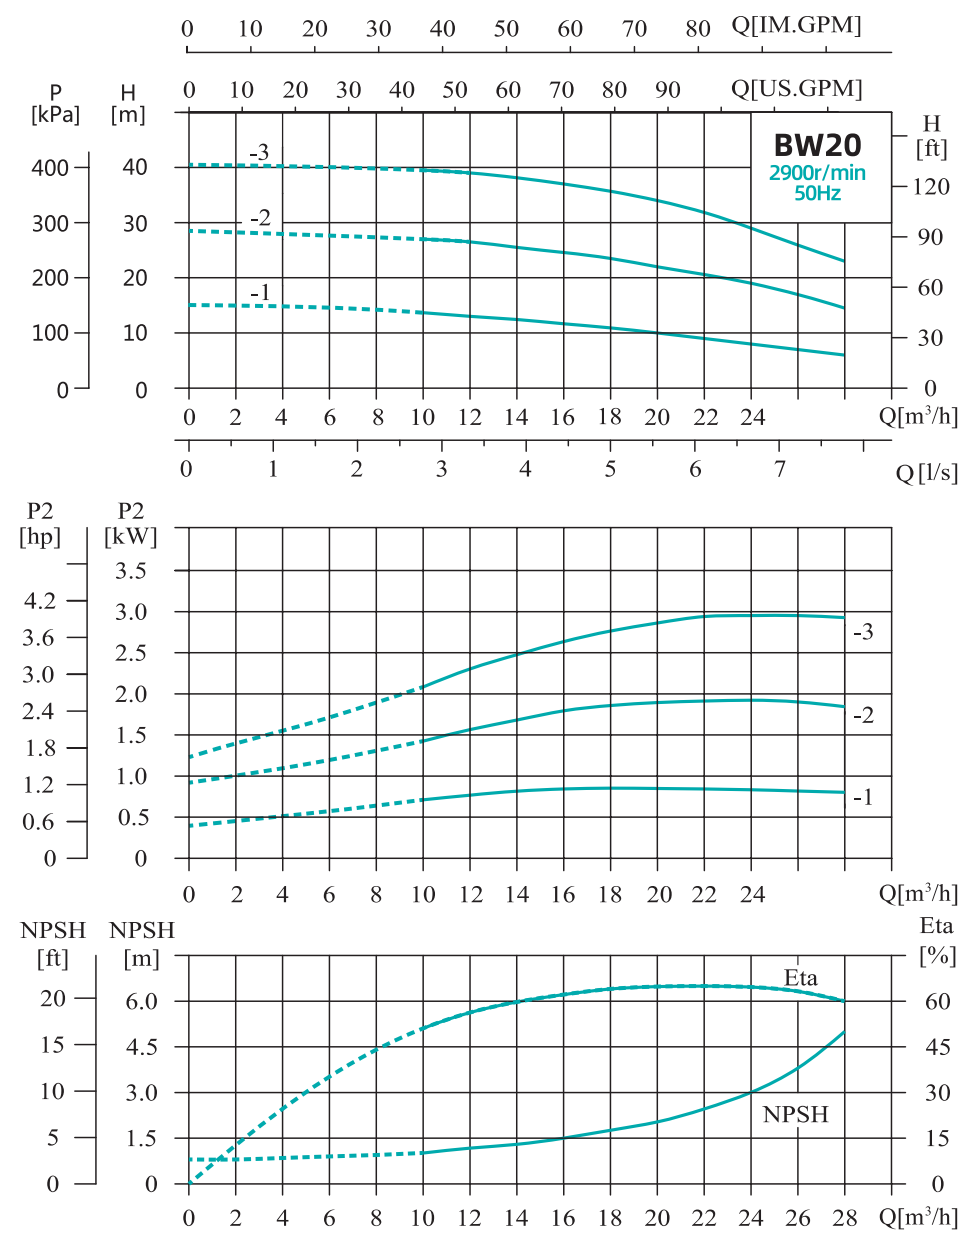 0 10 20 30 40 50 60 70 80 Q[IM.GPM]
0 10 20 30 40 50 60 70 80 90 Q[US.GPM]
P
[kPa]
H
[m]
H
[ft]
BW20
2900r/min
50Hz
400
300
200
100
0
40
30
20
10
0
120
90
60
30
0
-3
-2
-1
0 2 4 6 8 10 12 14 16 18 20 22 24 Q[m³/h]
0 1 2 3 4 5 6 7 Q[l/s]
P2
[hp]
P2
[kW]
4.2
3.6
3.0
2.4
1.8
1.2
0.6
0
3.5
3.0
2.5
2.0
1.5
1.0
0.5
0
-3
-2
-1
0 2 4 6 8 10 12 14 16 18 20 22 24 Q[m³/h]
NPSH
[ft]
NPSH
[m]
Eta
[%]
20
15
10
5
0
6.0
4.5
3.0
1.5
0
60
45
30
15
0
Eta
NPSH
0 2 4 6 8 10 12 14 16 18 20 22 24 26 28 Q[m³/h]